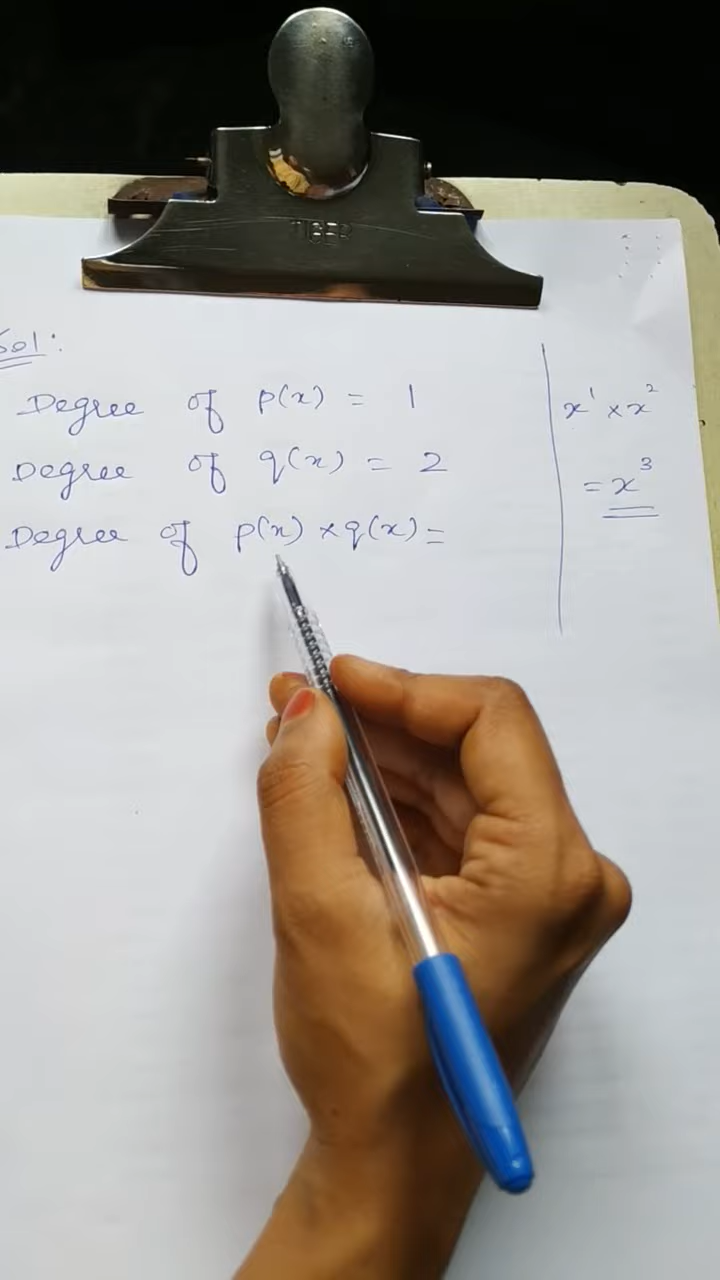 TIGER
Sol:
Degree of p(x) = 1
Degree of q(x) = 2
Degree of p(x) × q(x) =
x¹ × x²
= x³